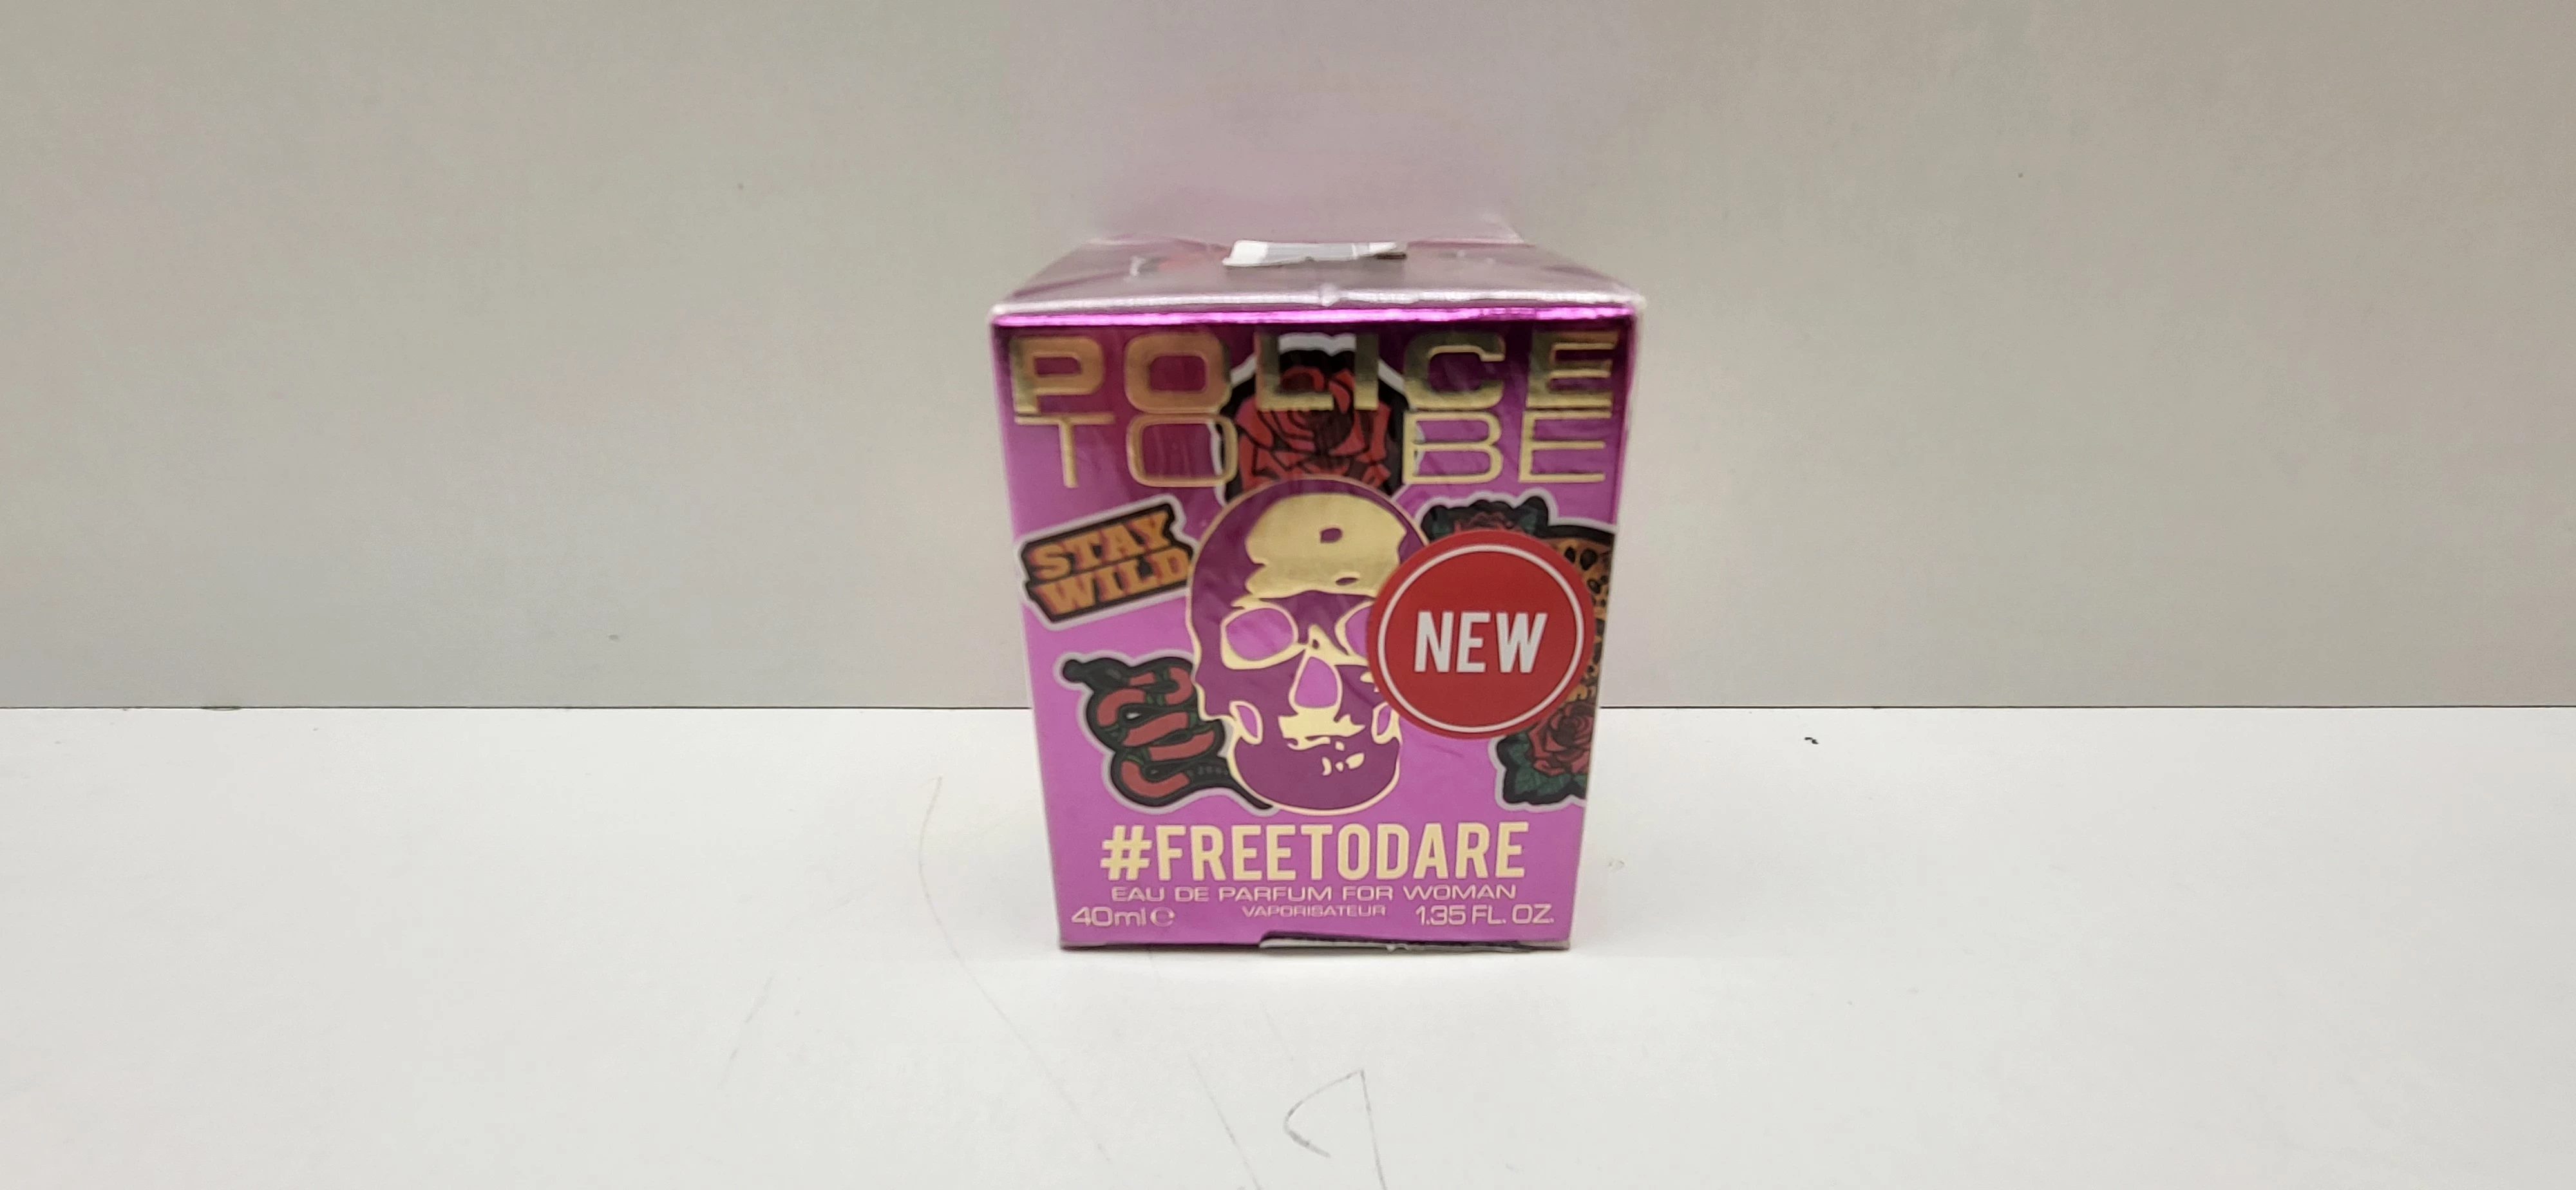 POLICE
TO BE
STAY
WILD
NEW
#FREETODARE
EAU DE PARFUM FOR WOMAN
40ml ℮ VAPORISATEUR 1.35 FL. OZ.